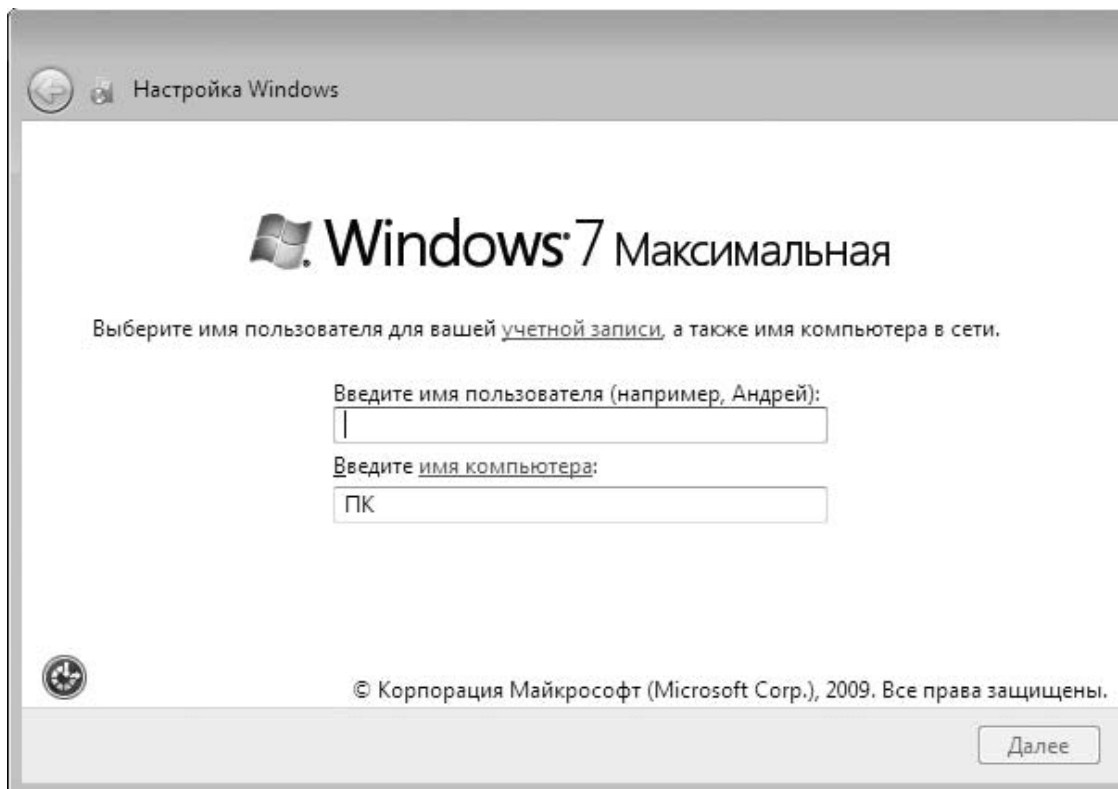 Настройка Windows
Windows 7 Максимальная
Выберите имя пользователя для вашей учетной записи, а также имя компьютера в сети.
Введите имя пользователя (например, Андрей):
Введите имя компьютера:
ПК
© Корпорация Майкрософт (Microsoft Corp.), 2009. Все права защищены.
Далее